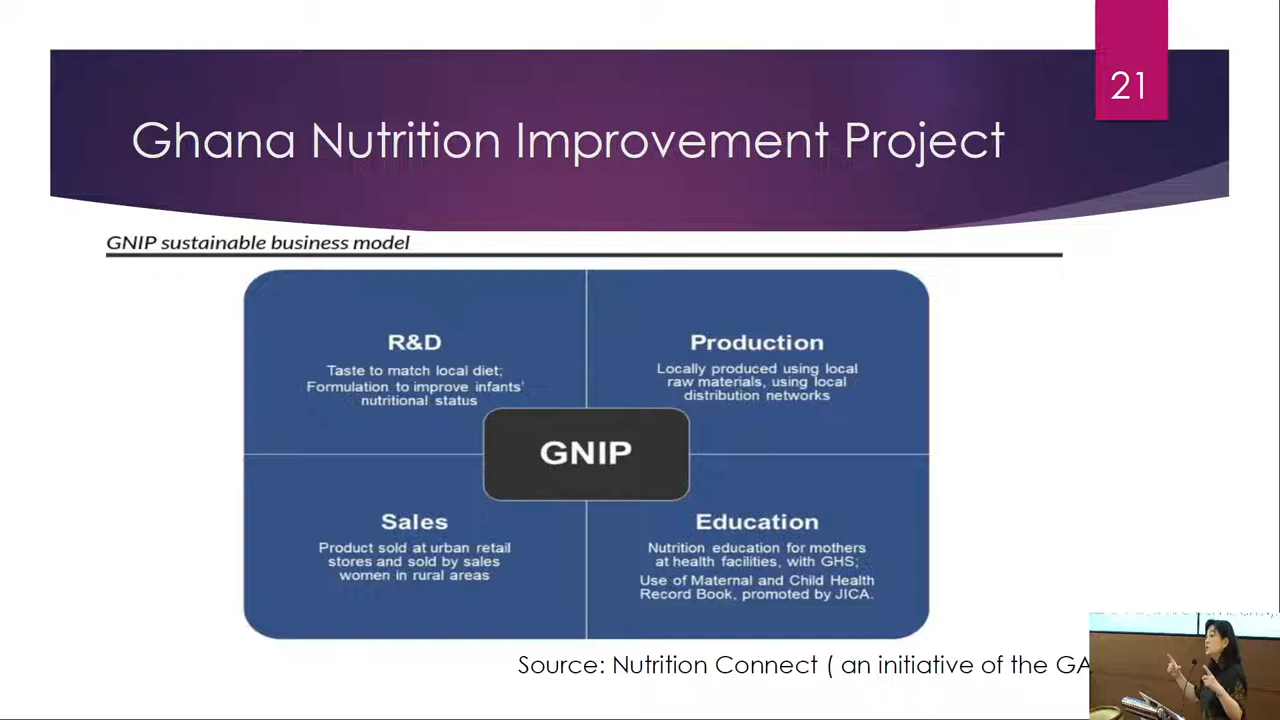 21
Ghana Nutrition Improvement Project
GNIP sustainable business model
R&D
Taste to match local diet;
Formulation to improve infants'
nutritional status
Production
Locally produced using local
raw materials, using local
distribution networks
GNIP
Sales
Product sold at urban retail
stores and sold by sales
women in rural areas
Education
Nutrition education for mothers
at health facilities, with GHS;
Use of Maternal and Child Health
Record Book, promoted by JICA.
Source: Nutrition Connect ( an initiative of the GA